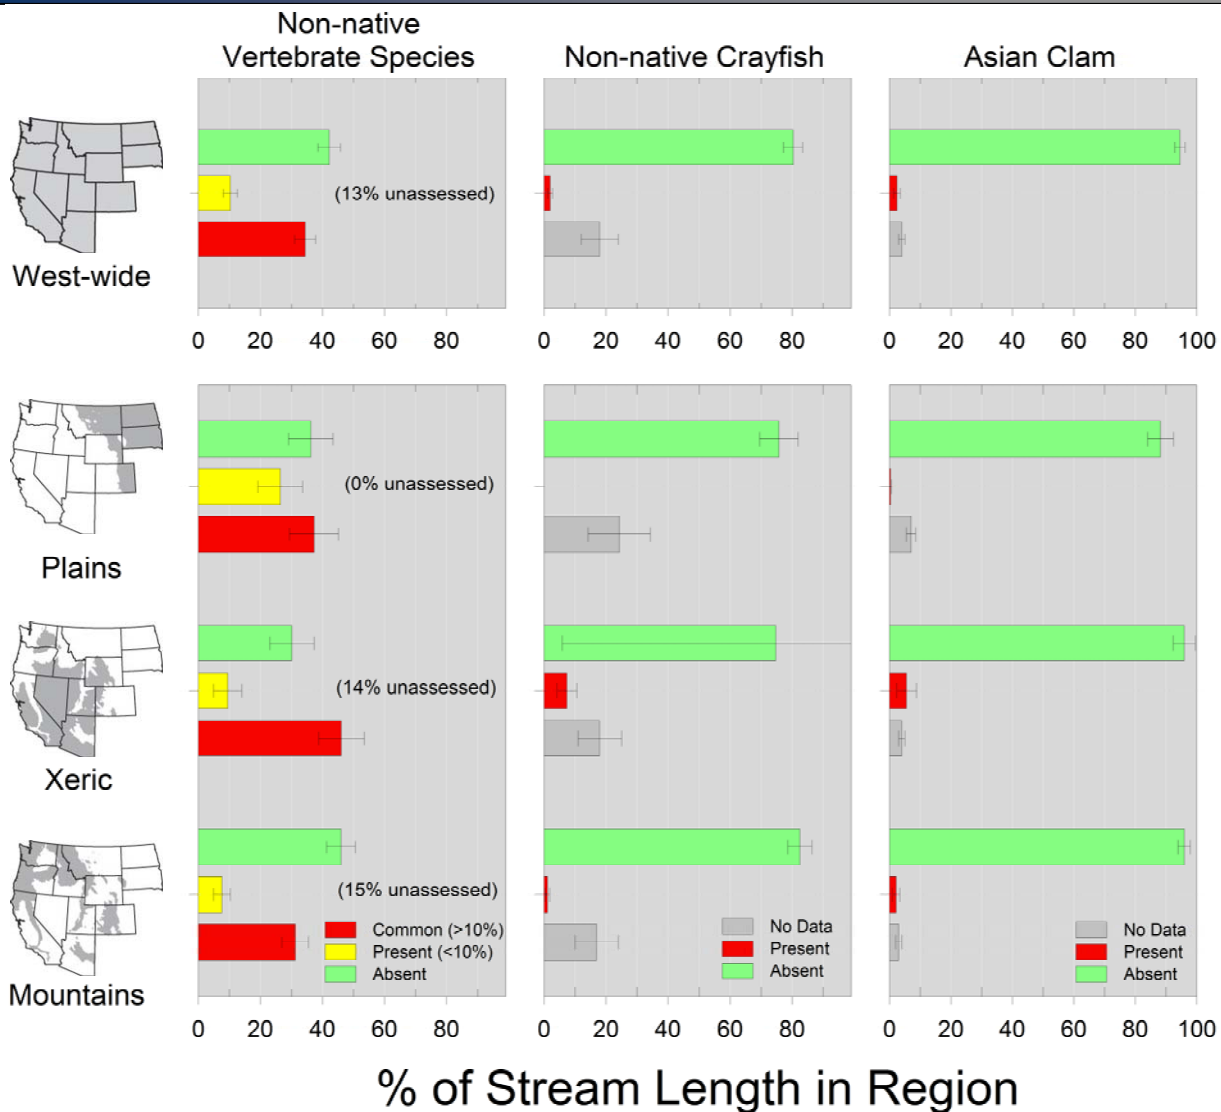 Non-native
Vertebrate Species
Non-native Crayfish
Asian Clam
(13% unassessed)
West-wide
0 20 40 60 80
0 20 40 60 80
0 20 40 60 80 100
(0% unassessed)
Plains
(14% unassessed)
Xeric
(15% unassessed)
Common (>10%)
Present (<10%)
Absent
No Data
Present
Absent
No Data
Present
Absent
Mountains
0 20 40 60 80
0 20 40 60 80
0 20 40 60 80 100
% of Stream Length in Region